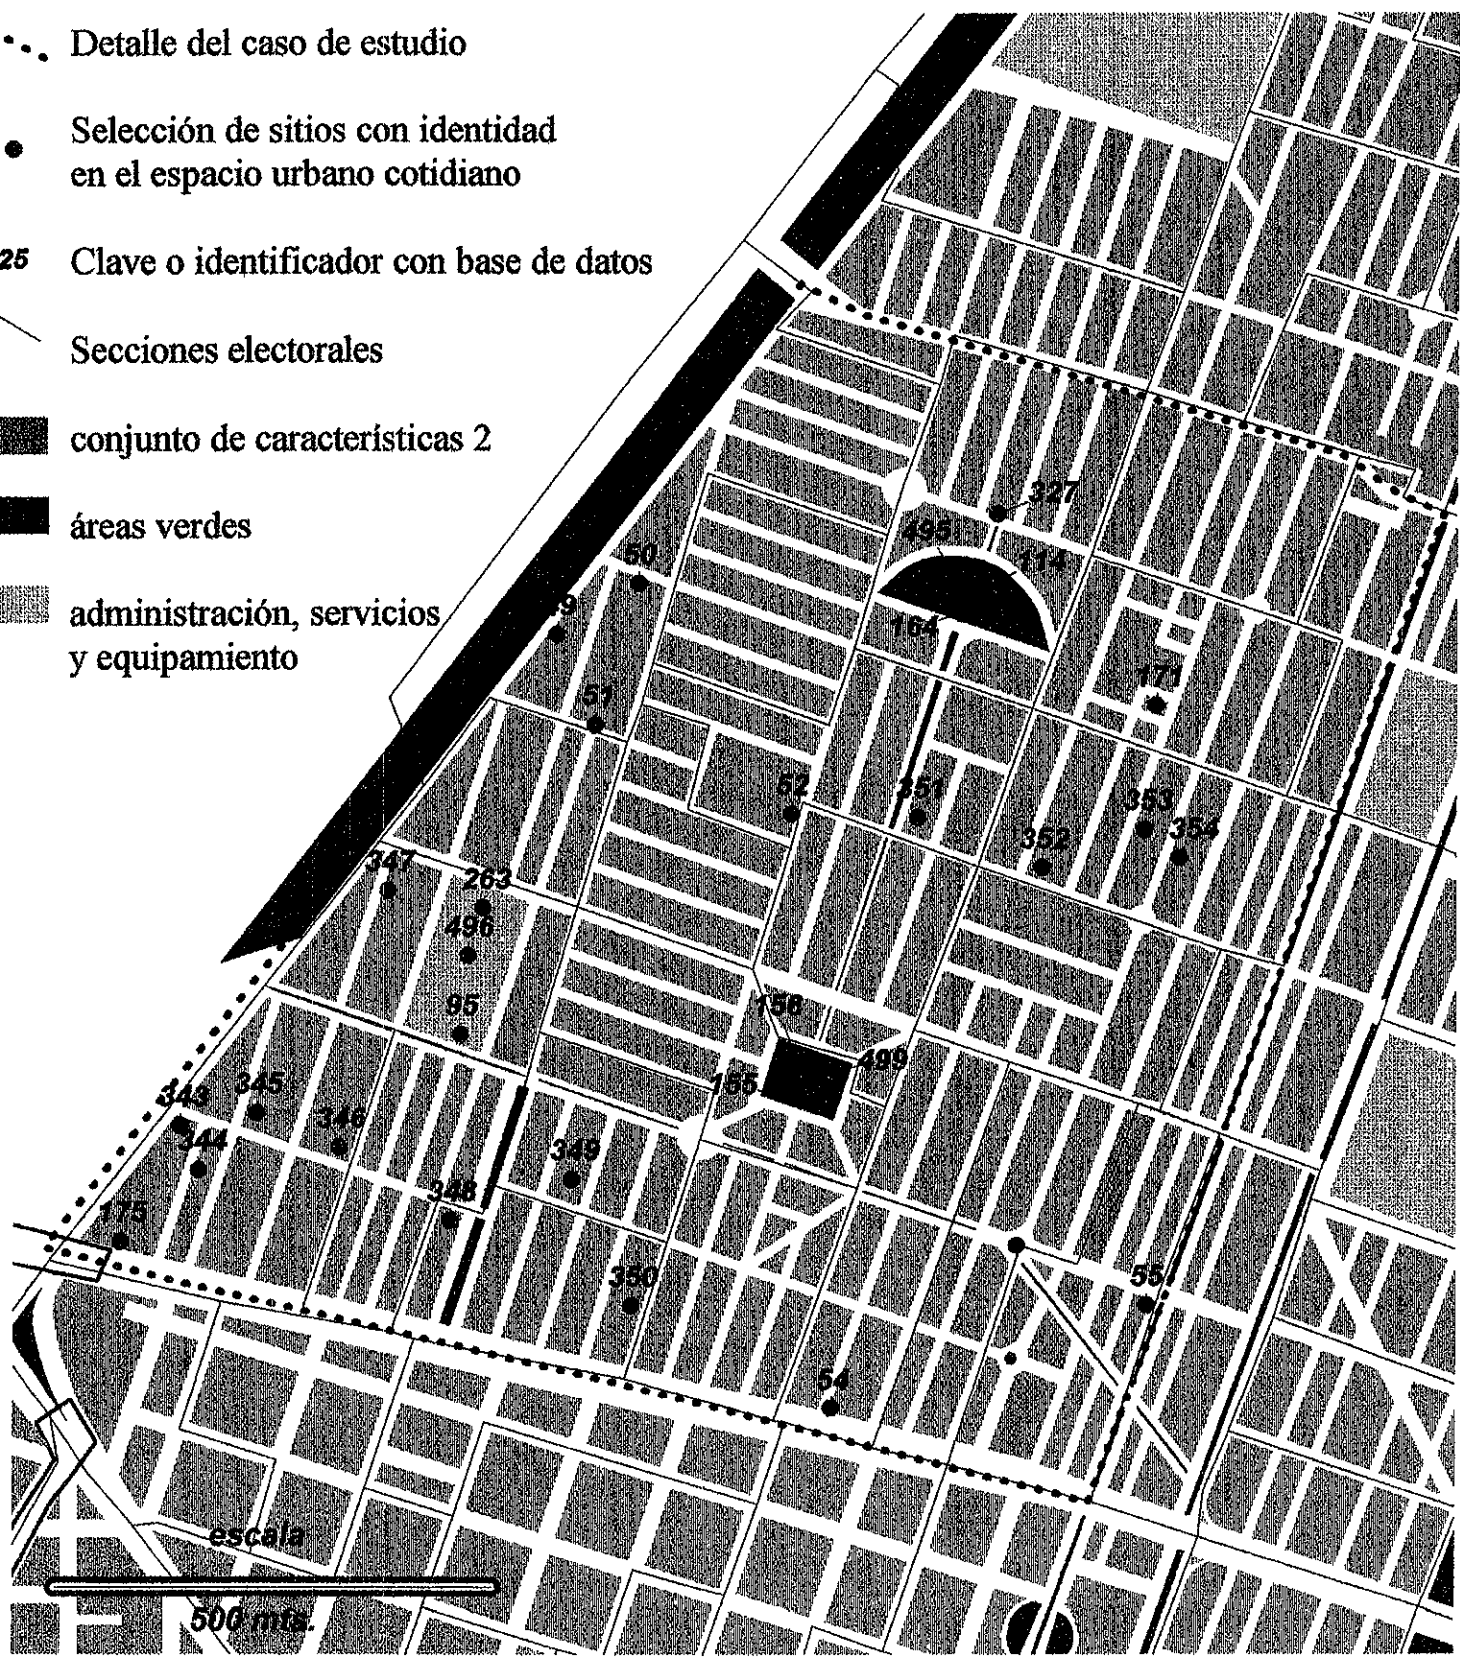 Detalle del caso de estudio
Selección de sitios con identidad
en el espacio urbano cotidiano
25 Clave o identificador con base de datos
Secciones electorales
conjunto de características 2
áreas verdes
administración, servicios
y equipamiento
327
495
114
50
164
171
51
52
351
353
354
352
347
263
496
95
156
499
155
345
343
346
344
349
348
175
350
55
54
escala
500 mts.